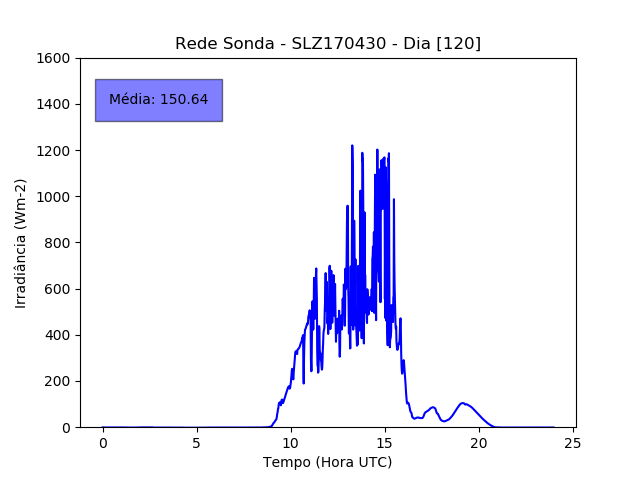 Rede Sonda - SLZ170430 - Dia [120]
Média: 150.64
Irradiância (Wm-2)
1600
1400
1200
1000
800
600
400
200
0
0 5 10 15 20 25
Tempo (Hora UTC)